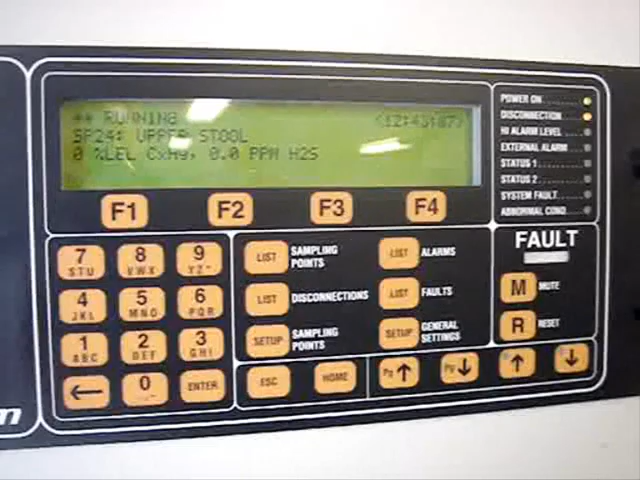 ** RUNNING <12:43:07>
SP24: UPPER STOOL
0 %LEL CxHy, 0.0 PPM H2S
F1 F2 F3 F4
POWER ON
DISCONNECTION
HI ALARM LEVEL
EXTERNAL ALARM
STATUS 1
STATUS 2
SYSTEM FAULT
ABNORMAL COND.
FAULT
M MUTE
R RESET
7 STU 8 VWX 9 YZ
4 JKL 5 MNO 6 PQR
1 ABC 2 DEF 3 GHI
0 ENTER
LIST SAMPLING POINTS
LIST ALARMS
LIST DISCONNECTIONS
LIST FAULTS
SETUP SAMPLING POINTS
SETUP GENERAL SETTINGS
ESC HOME Pg Pg